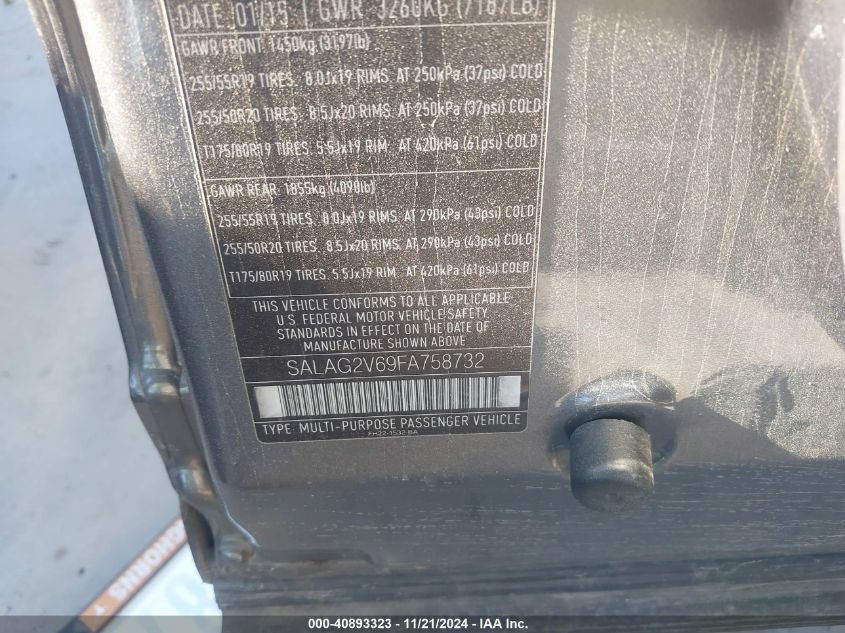 DATE 01/15 GWR 3260KG (7187LB)
GAWR FRONT 1450kg (3197lb)
255/55R19 TIRES. 8.0Jx19 RIMS. AT 250kPa (37psi) COLD
255/50R20 TIRES. 8.5Jx20 RIMS. AT 250kPa (37psi) COLD
T175/80R19 TIRES. 5.5Jx19 RIM. AT 420kPa (61psi) COLD
GAWR REAR 1855kg (4090lb)
255/55R19 TIRES. 8.0Jx19 RIMS. AT 290kPa (43psi) COLD
255/50R20 TIRES. 8.5Jx20 RIMS. AT 290kPa (43psi) COLD
T175/80R19 TIRES. 5.5Jx19 RIM. AT 420kPa (61psi) COLD
THIS VEHICLE CONFORMS TO ALL APPLICABLE
U.S. FEDERAL MOTOR VEHICLE SAFETY
STANDARDS IN EFFECT ON THE DATE OF
MANUFACTURE SHOWN ABOVE
SALAG2V69FA758732
TYPE: MULTI-PURPOSE PASSENGER VEHICLE
FH22-1532-BA
000-40893323 - 11/21/2024 - IAAI Inc.